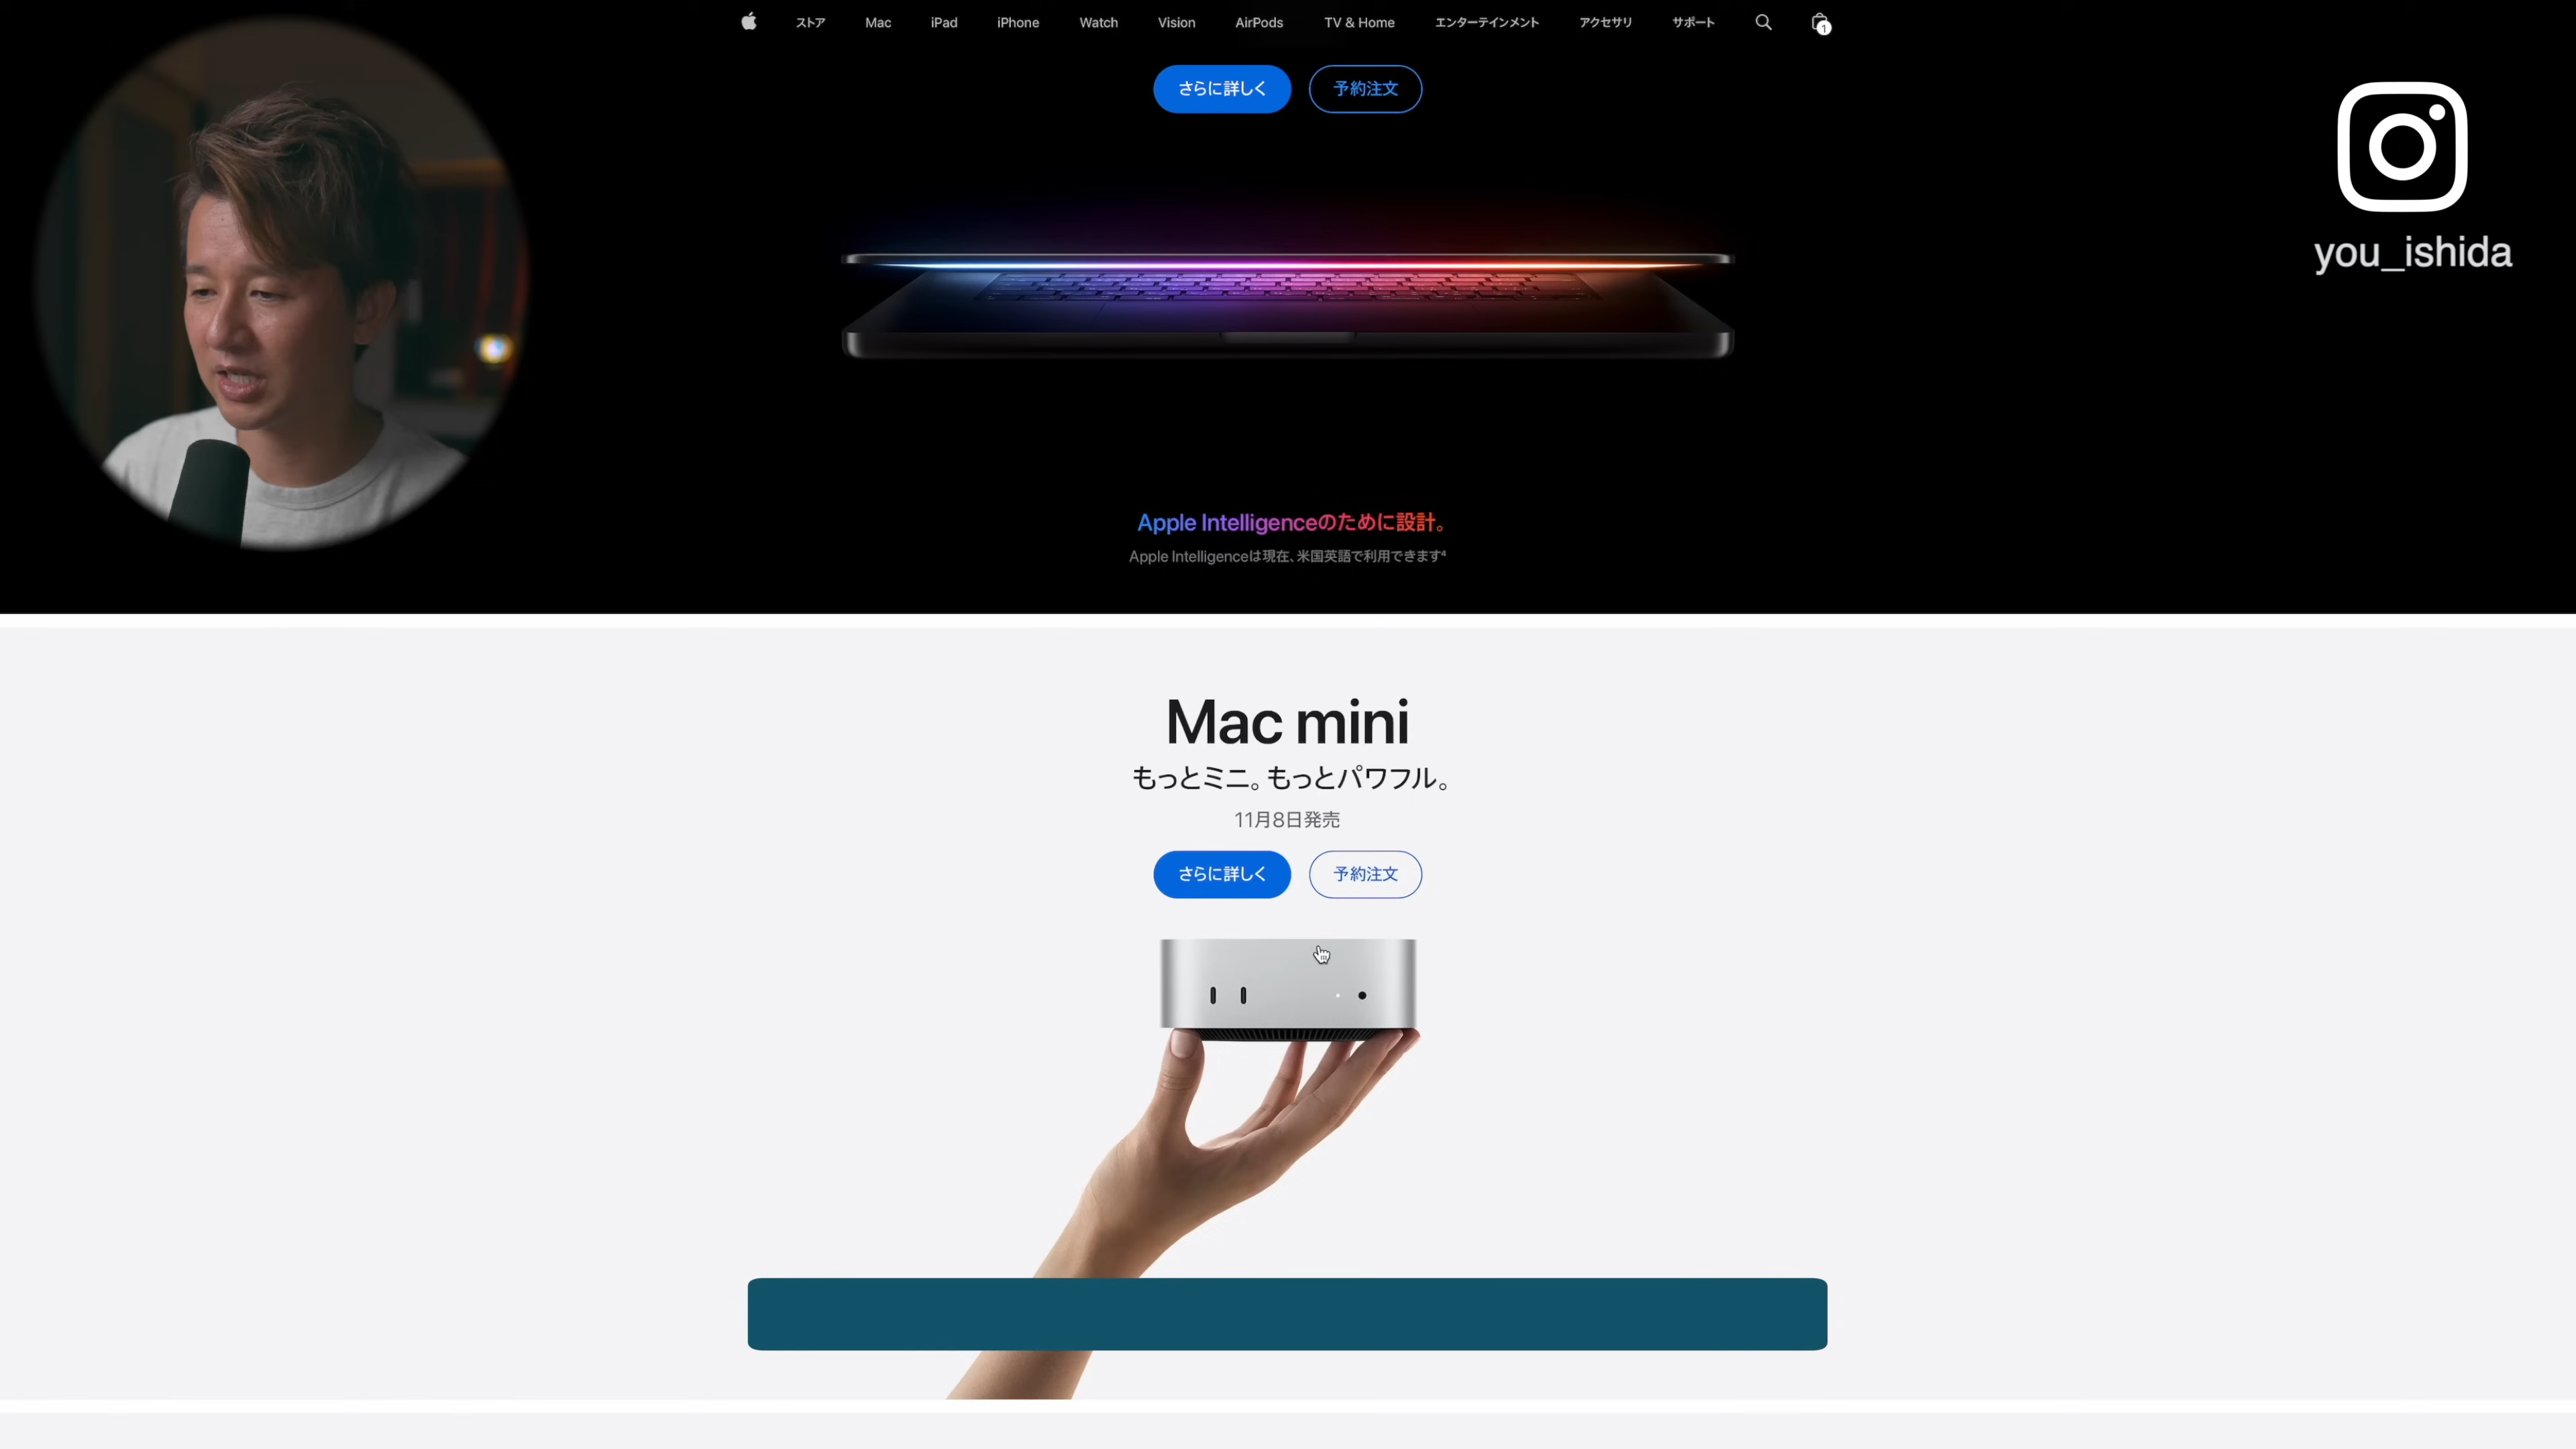 ストア Mac iPad iPhone Watch Vision AirPods TV & Home エンターテインメント アクセサリ サポート 1
さらに詳しく 予約注文
you_ishida
Apple Intelligenceのために設計。
Apple Intelligenceは現在、米国英語で利用できます⁴
Mac mini
もっとミニ。もっとパワフル。
11月8日発売
さらに詳しく 予約注文